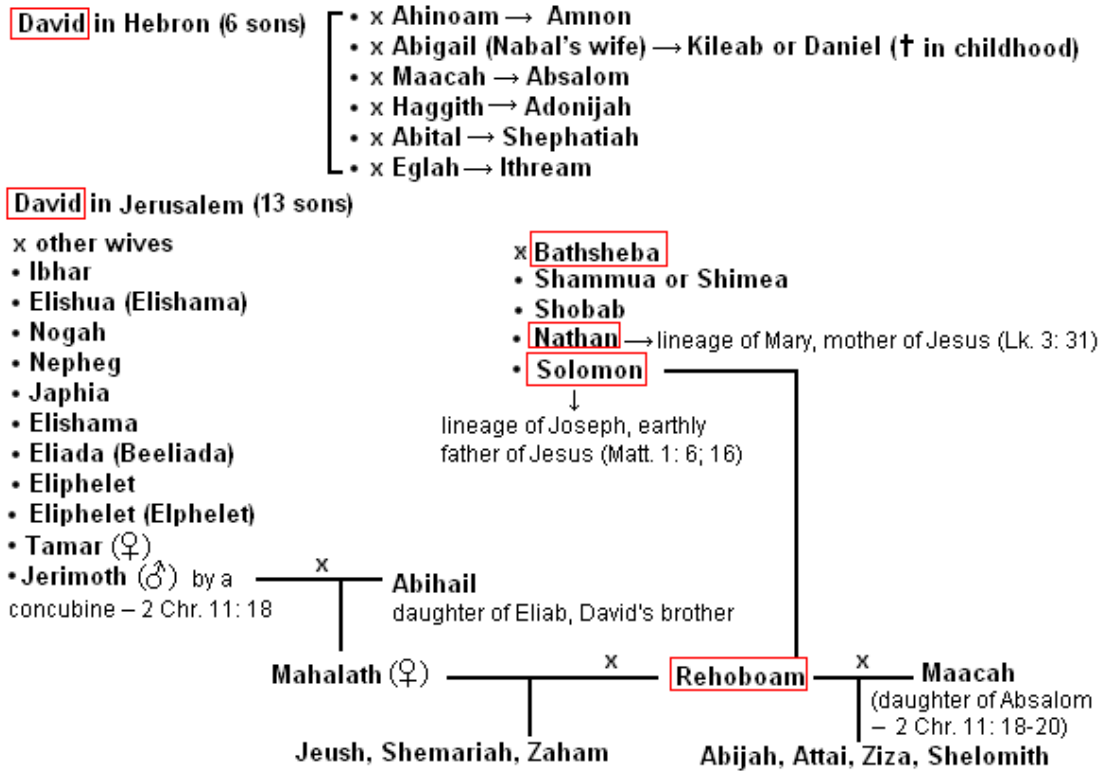 David in Hebron (6 sons)
• x Ahinoam → Amnon
• x Abigail (Nabal's wife) → Kileab or Daniel (✝ in childhood)
• x Maacah → Absalom
• x Haggith → Adonijah
• x Abital → Shephatiah
• x Eglah → Ithream
David in Jerusalem (13 sons)
x other wives
• Ibhar
• Elishua (Elishama)
• Nogah
• Nepheg
• Japhia
• Elishama
• Eliada (Beeliada)
• Eliphelet
• Eliphelet (Elphelet)
• Tamar (♀)
• Jerimoth (♂) by a
concubine – 2 Chr. 11: 18
x Bathsheba
• Shammua or Shimea
• Shobab
• Nathan → lineage of Mary, mother of Jesus (Lk. 3: 31)
• Solomon
↓
lineage of Joseph, earthly
father of Jesus (Matt. 1: 6; 16)
x
Abihail
daughter of Eliab, David's brother
Mahalath (♀)
x
Rehoboam
x
Maacah
(daughter of Absalom
– 2 Chr. 11: 18-20)
Jeush, Shemariah, Zaham
Abijah, Attai, Ziza, Shelomith